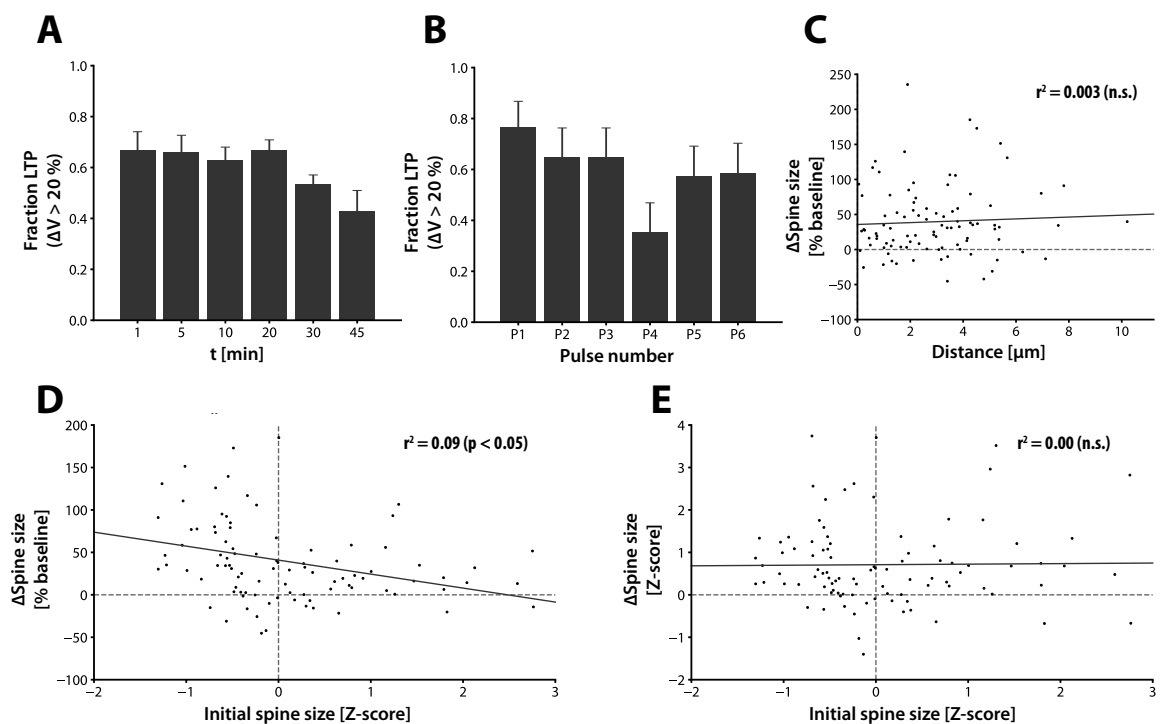 A
Fraction LTP
(ΔV > 20 %)
1.0
0.8
0.6
0.4
0.2
0.0
1 5 10 20 30 45
t [min]
B
Fraction LTP
(ΔV > 20 %)
1.0
0.8
0.6
0.4
0.2
0.0
P1 P2 P3 P4 P5 P6
Pulse number
C
r² = 0.003 (n.s.)
ΔSpine size
[% baseline]
250
200
150
100
50
0
−50
−100
0 2 4 6 8 10
Distance [μm]
D
r² = 0.09 (p < 0.05)
ΔSpine size
[% baseline]
200
150
100
50
0
−50
−100
−2 −1 0 1 2 3
Initial spine size [Z-score]
E
r² = 0.00 (n.s.)
ΔSpine size
[Z-score]
4
3
2
1
0
−1
−2
−2 −1 0 1 2 3
Initial spine size [Z-score]